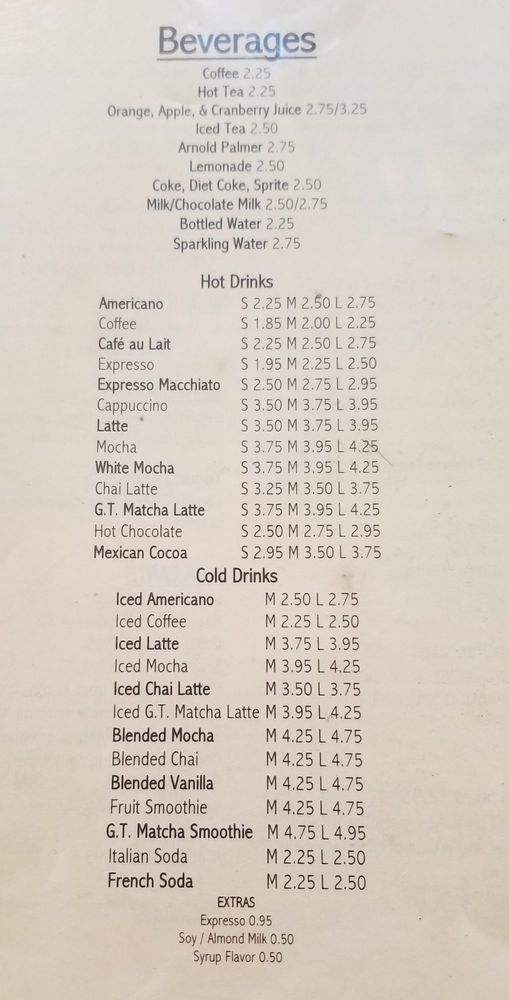 Beverages
Coffee 2.25
Hot Tea 2.25
Orange, Apple, & Cranberry Juice 2.75/3.25
Iced Tea 2.50
Arnold Palmer 2.75
Lemonade 2.50
Coke, Diet Coke, Sprite 2.50
Milk/Chocolate Milk 2.50/2.75
Bottled Water 2.25
Sparkling Water 2.75
Hot Drinks
Americano S 2.25 M 2.50 L 2.75
Coffee S 1.85 M 2.00 L 2.25
Café au Lait S 2.25 M 2.50 L 2.75
Expresso S 1.95 M 2.25 L 2.50
Expresso Macchiato S 2.50 M 2.75 L 2.95
Cappuccino S 3.50 M 3.75 L 3.95
Latte S 3.50 M 3.75 L 3.95
Mocha S 3.75 M 3.95 L 4.25
White Mocha S 3.75 M 3.95 L 4.25
Chai Latte S 3.25 M 3.50 L 3.75
G.T. Matcha Latte S 3.75 M 3.95 L 4.25
Hot Chocolate S 2.50 M 2.75 L 2.95
Mexican Cocoa S 2.95 M 3.50 L 3.75
Cold Drinks
Iced Americano M 2.50 L 2.75
Iced Coffee M 2.25 L 2.50
Iced Latte M 3.75 L 3.95
Iced Mocha M 3.95 L 4.25
Iced Chai Latte M 3.50 L 3.75
Iced G.T. Matcha Latte M 3.95 L 4.25
Blended Mocha M 4.25 L 4.75
Blended Chai M 4.25 L 4.75
Blended Vanilla M 4.25 L 4.75
Fruit Smoothie M 4.25 L 4.75
G.T. Matcha Smoothie M 4.75 L 4.95
Italian Soda M 2.25 L 2.50
French Soda M 2.25 L 2.50
EXTRAS
Expresso 0.95
Soy / Almond Milk 0.50
Syrup Flavor 0.50